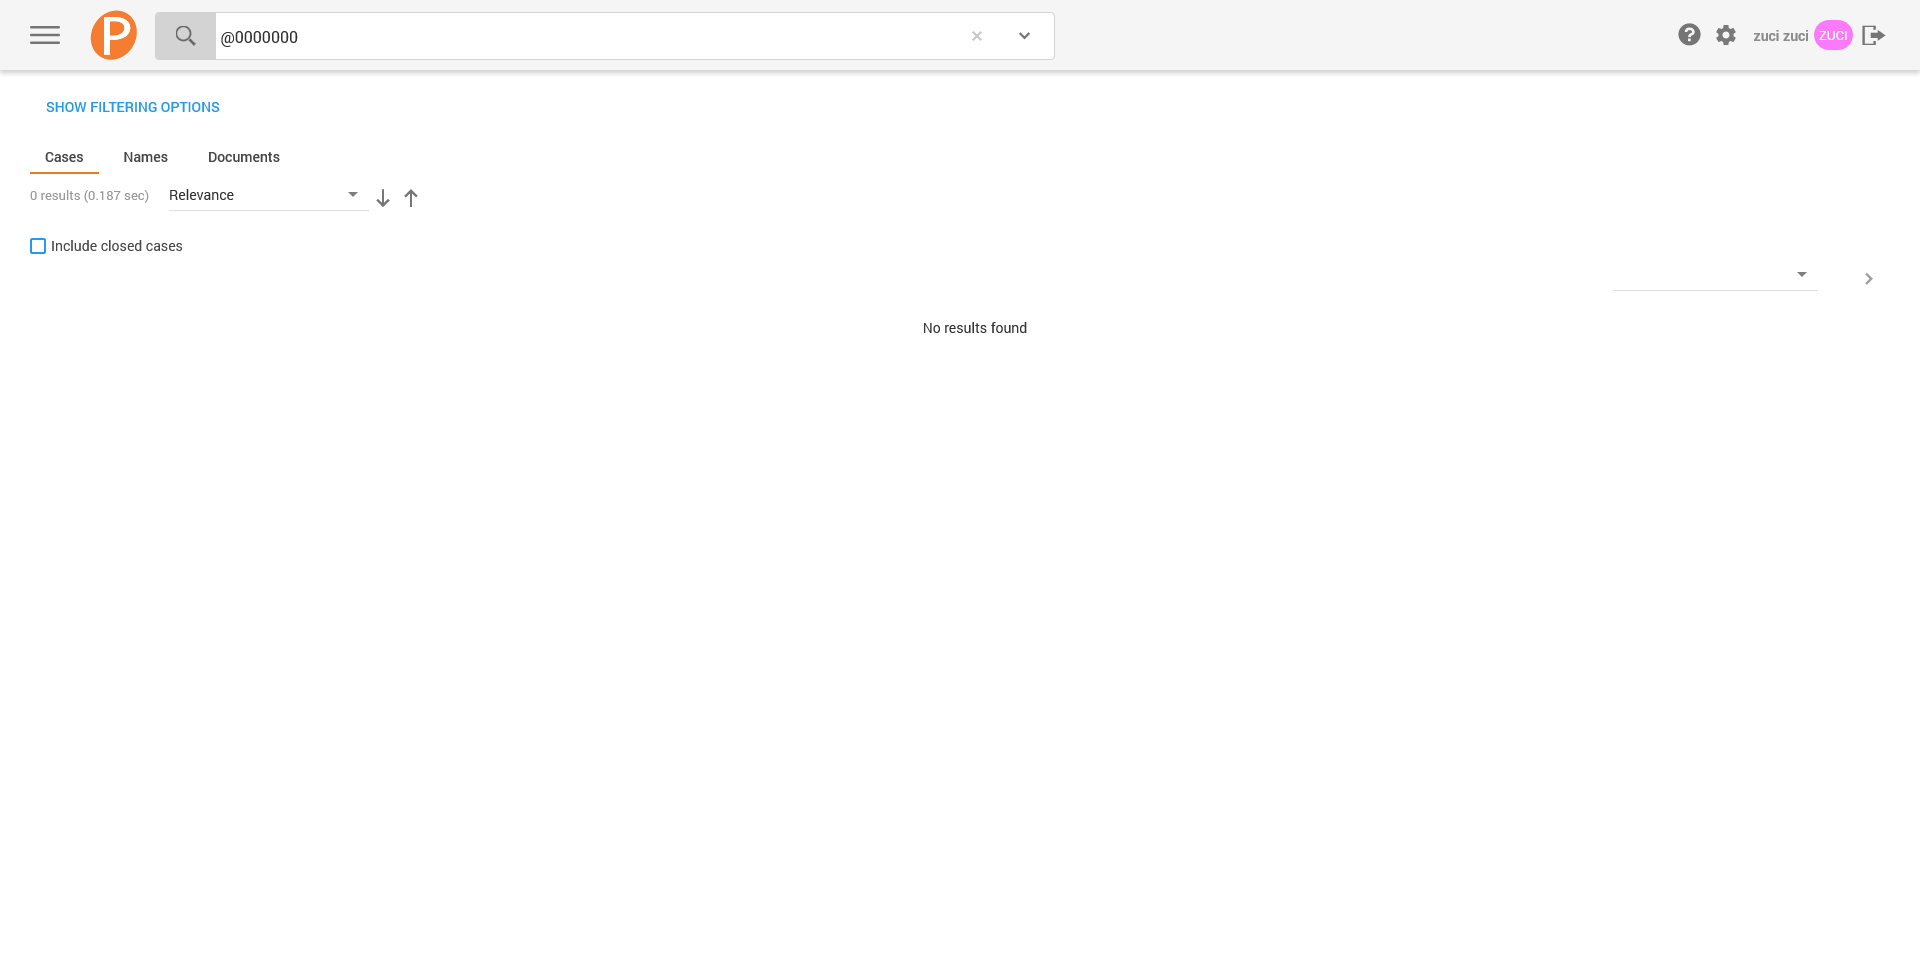 P
@0000000
zuci zuci
ZUCI
SHOW FILTERING OPTIONS
Cases
Names
Documents
0 results (0.187 sec)
Relevance
Include closed cases
No results found